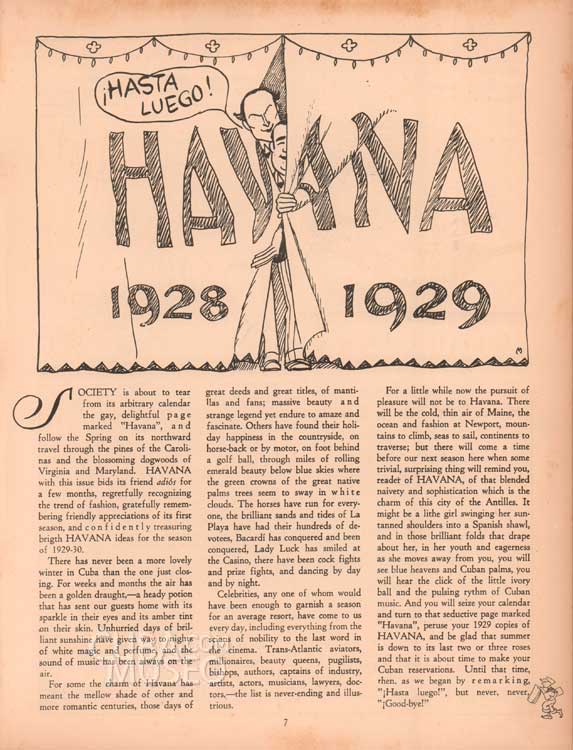 ¡HASTA
LUEGO!
HAVANA
1928 1929
SOCIETY is about to tear
from its arbitrary calendar
the gay, delightful page
marked "Havana", and
follow the Spring on its northward
travel through the pines of the Caroli-
nas and the blossoming dogwoods of
Virginia and Maryland. HAVANA
with this issue bids its friend adiós for
a few months, regretfully recognizing
the trend of fashion, gratefully remem-
bering friendly appreciations of its first
season, and confidently treasuring
brigth HAVANA ideas for the season
of 1929-30.
There has never been a more lovely
winter in Cuba than the one just clos-
ing. For weeks and months the air has
been a golden draught,—a heady potion
that has sent our guests home with its
sparkle in their eyes and its amber tint
on their skin. Unhurried days of bril-
liant sunshine have given way to nights
of white magic and perfume, and the
sound of music has been always on the
air.
For some the charm of Havana has
meant the mellow shade of other and
more romantic centuries, those days of
great deeds and great titles, of manti-
llas and fans; massive beauty and
strange legend yet endure to amaze and
fascinate. Others have found their holi-
day happiness in the countryside, on
horse-back or by motor, on foot behind
a golf ball, through miles of rolling
emerald beauty below blue skies where
the green crowns of the great native
palms trees seem to sway in white
clouds. The horses have run for every-
one, the brilliant sands and tides of La
Playa have had their hundreds of de-
votees, Bacardí has conquered and been
conquered, Lady Luck has smiled at
the Casino, there have been cock fights
and prize fights, and dancing by day
and by night.
Celebrities, any one of whom would
have been enough to garnish a season
for an average resort, have come to us
every day, including everything from the
cions of nobility to the last word in
the cinema. Trans-Atlantic aviators,
millionaires, beauty queens, pugilists,
bishops, authors, captains of industry,
artists, actors, musicians, lawyers, doc-
tors,—the list is never-ending and illus-
trious.
For a little while now the pursuit of
pleasure will not be to Havana. There
will be the cold, thin air of Maine, the
ocean and fashion at Newport, moun-
tains to climb, seas to sail, continents to
traverse; but there will come a time
before our next season here when some
trivial, surprising thing will remind you,
reader of HAVANA, of that blended
naivety and sophistication which is the
charm of this city of the Antilles. It
might be a lithe girl swinging her sun-
tanned shoulders into a Spanish shawl,
and in those brilliant folds that drape
about her, in her youth and eagerness
as she moves away from you, you will
see blue heavens and Cuban palms, you
will hear the click of the little ivory
ball and the pulsing rythm of Cuban
music. And you will seize your calendar
and turn to that seductive page marked
"Havana", peruse your 1929 copies of
HAVANA, and be glad that summer
is down to its last two or three roses
and that it is about time to make your
Cuban reservations. Until that time,
then, as we began by remarking,
"¡Hasta luego!", but never, never,
"¡Good-bye!"
7